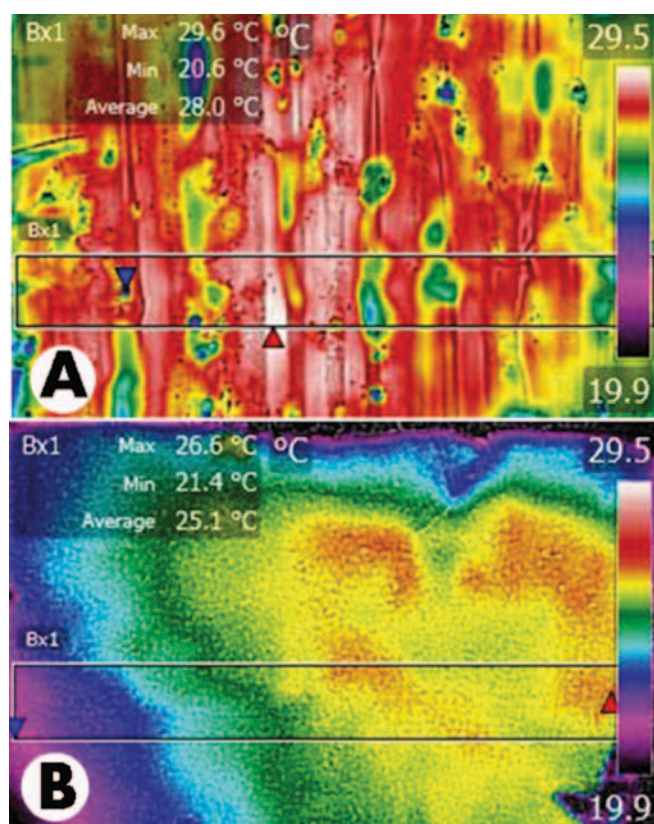 Bx1 Max 29.6 °C °C 29.5
Min 20.6 °C
Average 28.0 °C
Bx1
A 19.9
Bx1 Max 26.6 °C °C 29.5
Min 21.4 °C
Average 25.1 °C
Bx1
B 19.9